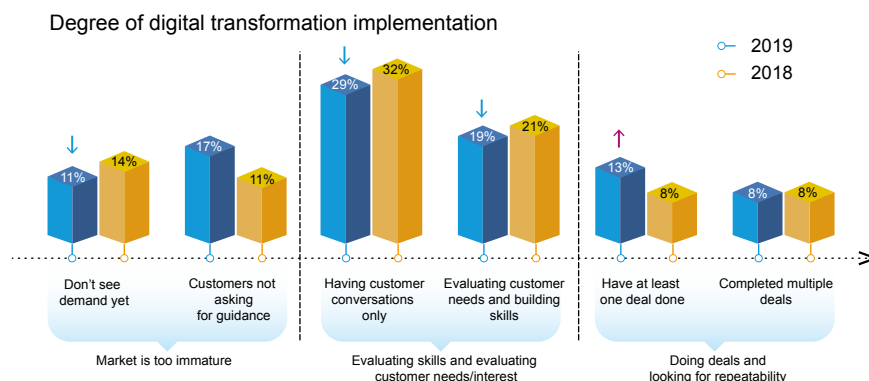 Degree of digital transformation implementation
2019
2018
11%
14%
17%
11%
29%
32%
19%
21%
13%
8%
8%
8%
Don't see
demand yet
Customers not
asking
for guidance
Having customer
conversations
only
Evaluating customer
needs and building
skills
Have at least
one deal done
Completed multiple
deals
Market is too immature
Evaluating skills and evaluating
customer needs/interest
Doing deals and
looking for repeatability